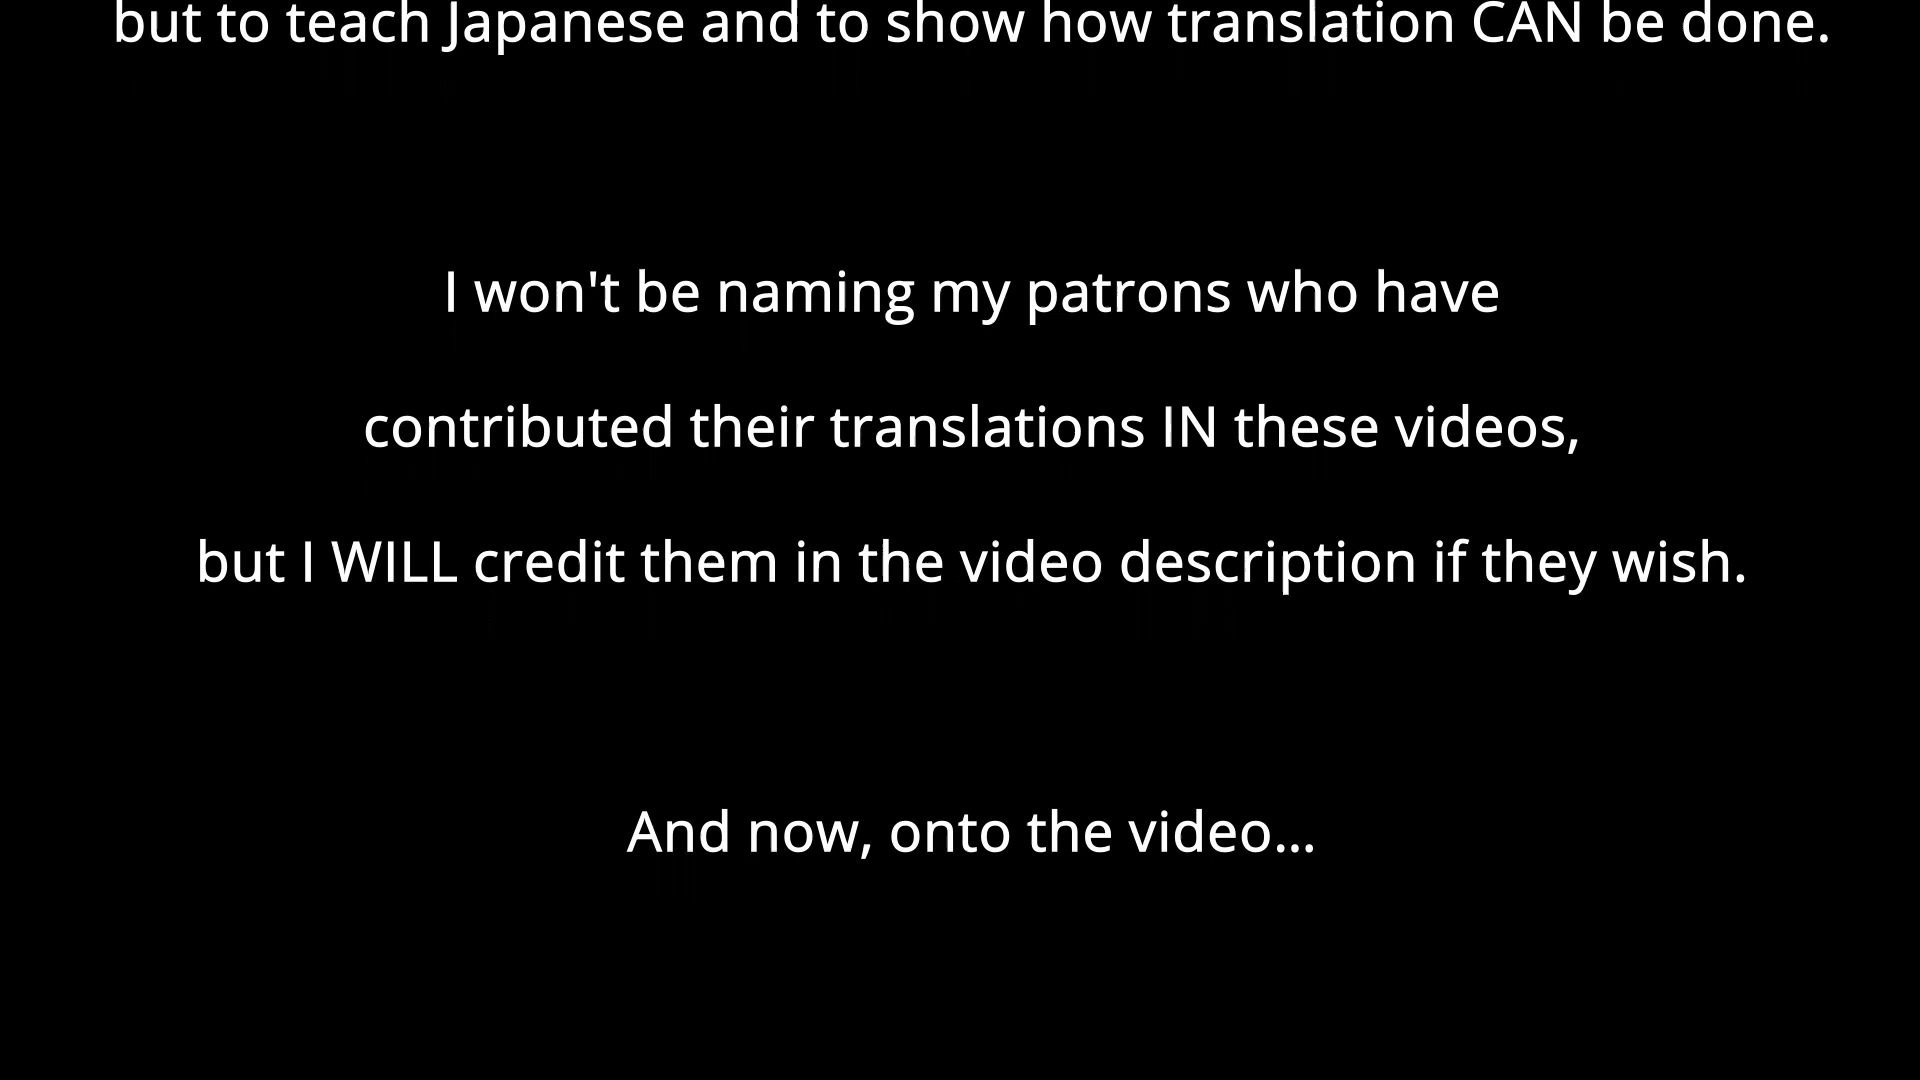 but to teach Japanese and to show how translation CAN be done.
I won't be naming my patrons who have
contributed their translations IN these videos,
but I WILL credit them in the video description if they wish.
And now, onto the video...